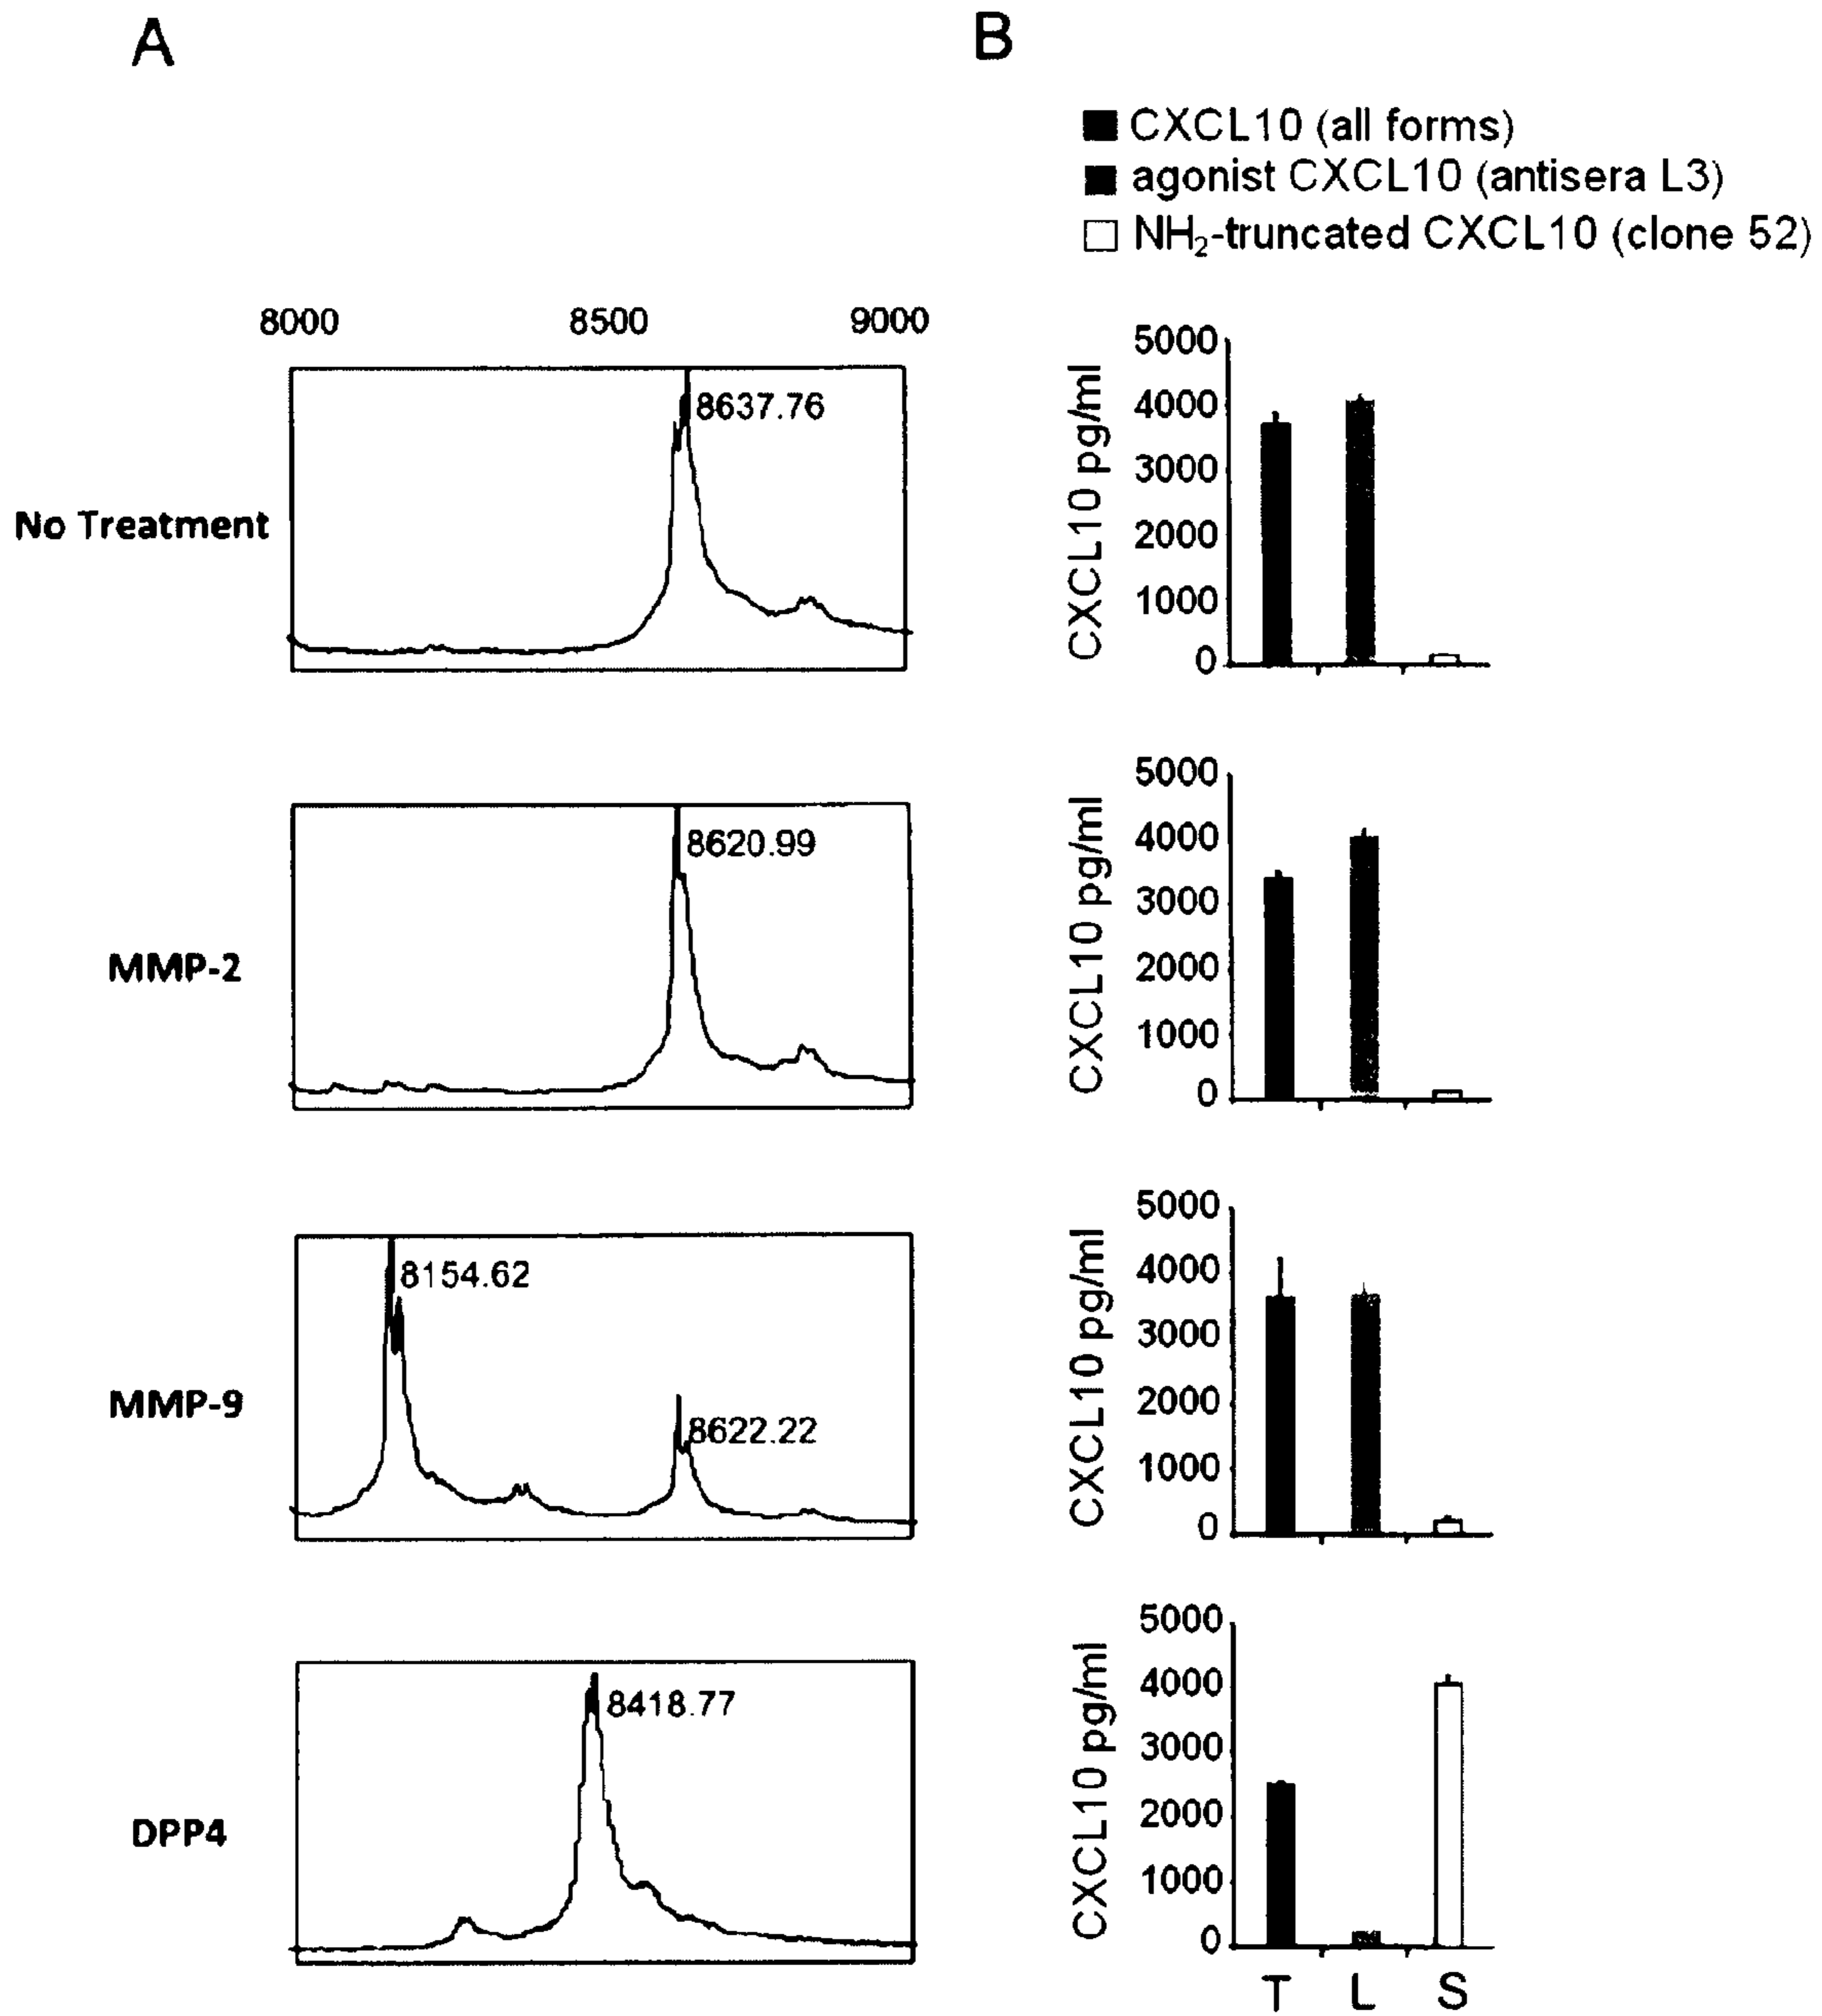 A
B
CXCL10 (all forms)
agonist CXCL10 (antisera L3)
NH₂-truncated CXCL10 (clone 52)
8000 8500 9000
No Treatment
8637.76
CXCL10 pg/ml
5000
4000
3000
2000
1000
0
MMP-2
8620.99
CXCL10 pg/ml
5000
4000
3000
2000
1000
0
MMP-9
8154.62
8622.22
CXCL10 pg/ml
5000
4000
3000
2000
1000
0
DPP4
8418.77
CXCL10 pg/ml
5000
4000
3000
2000
1000
0
T L S